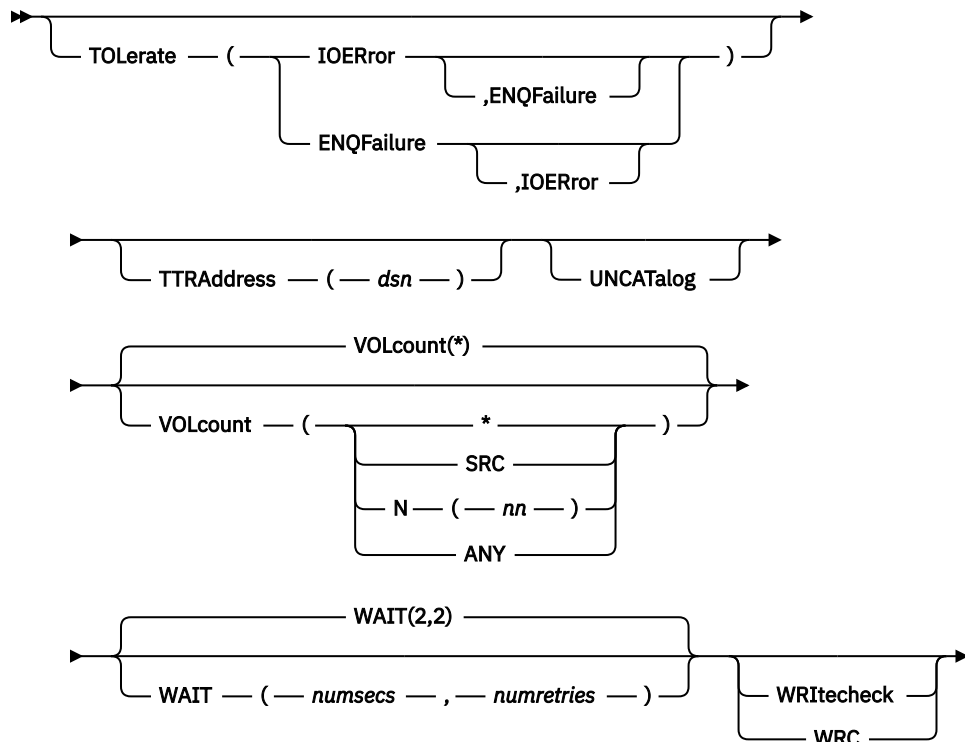 TOLerate ( IOERror )
,ENQFailure
ENQFailure
,IOERror
TTRAddress ( dsn ) UNCATalog
VOLcount(*)
VOLcount ( * )
SRC
N ( nn )
ANY
WAIT(2,2)
WAIT ( numsecs , numretries ) WRItecheck
WRC